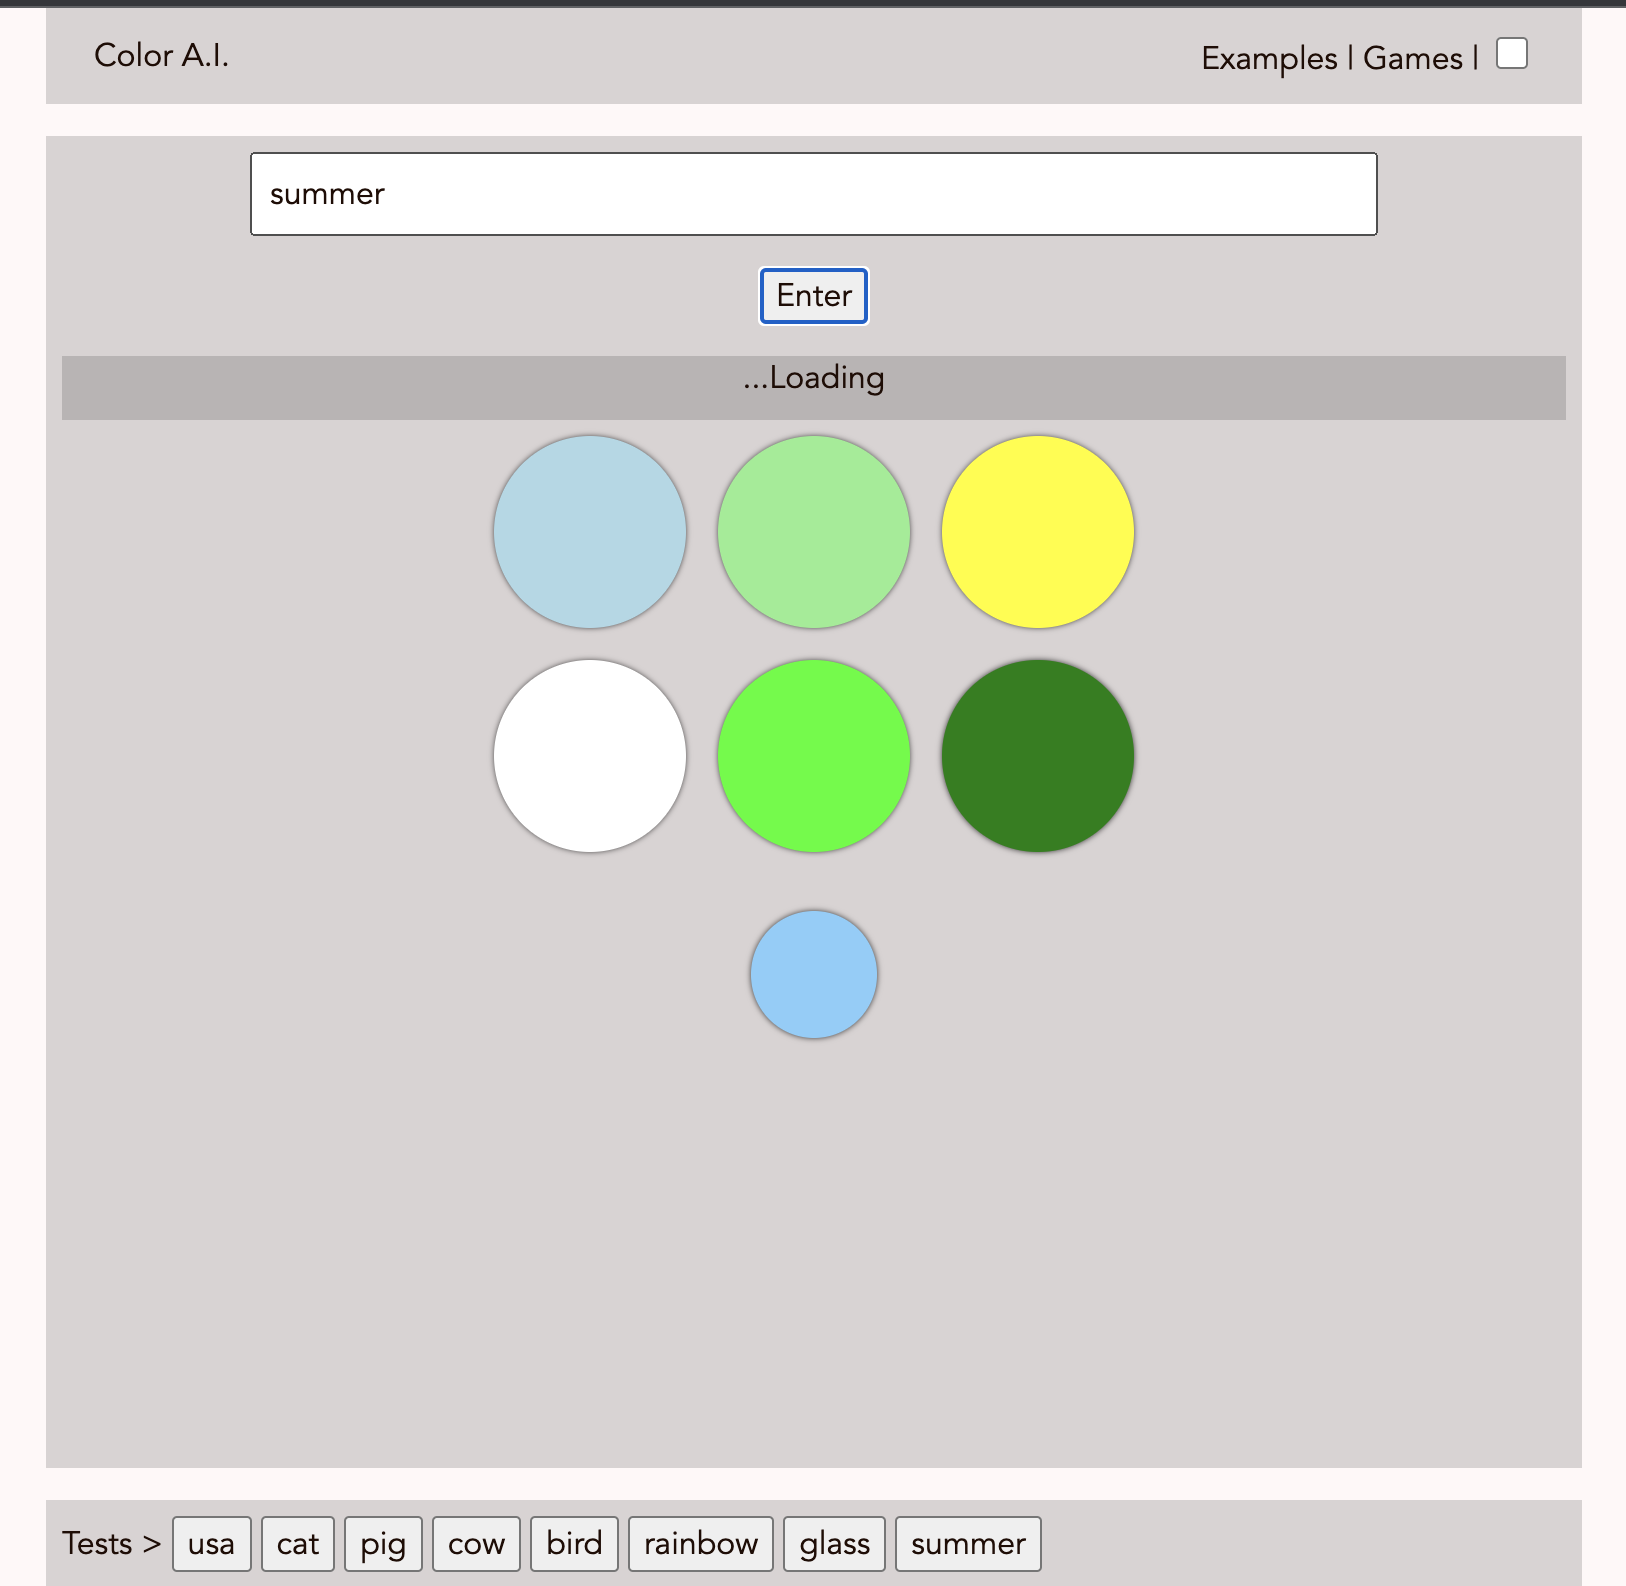 Color A.I.
Examples | Games |
summer
Enter
...Loading
Tests > usa cat pig cow bird rainbow glass summer